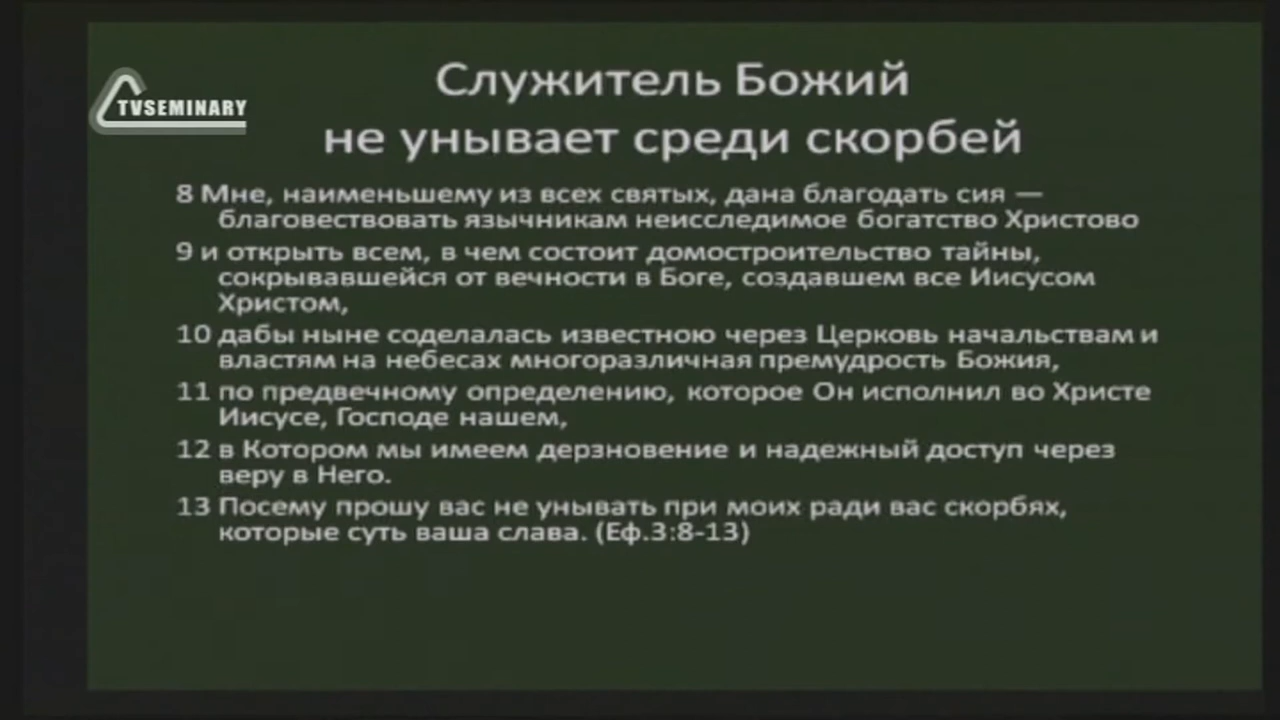 TVSEMINARY
Служитель Божий
не унывает среди скорбей
8 Мне, наименьшему из всех святых, дана благодать сия —
благовествовать язычникам неисследимое богатство Христово
9 и открыть всем, в чем состоит домостроительство тайны,
сокрывавшейся от вечности в Боге, создавшем все Иисусом
Христом,
10 дабы ныне соделалась известною через Церковь начальствам и
властям на небесах многоразличная премудрость Божия,
11 по предвечному определению, которое Он исполнил во Христе
Иисусе, Господе нашем,
12 в Котором мы имеем дерзновение и надежный доступ через
веру в Него.
13 Посему прошу вас не унывать при моих ради вас скорбях,
которые суть ваша слава. (Еф.3:8-13)